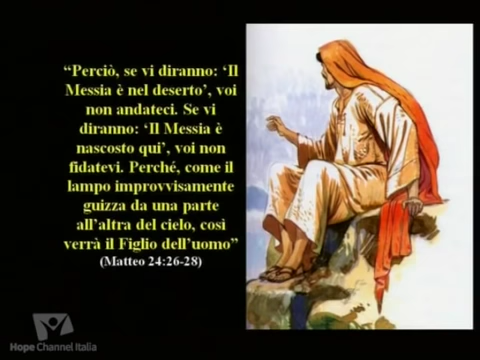 “Perciò, se vi diranno: ‘Il
Messia è nel deserto’, voi
non andateci. Se vi
diranno: ‘Il Messia è
nascosto qui’, voi non
fidatevi. Perché, come il
lampo improvvisamente
guizza da una parte
all’altra del cielo, così
verrà il Figlio dell’uomo”
(Matteo 24:26-28)
Hope Channel Italia